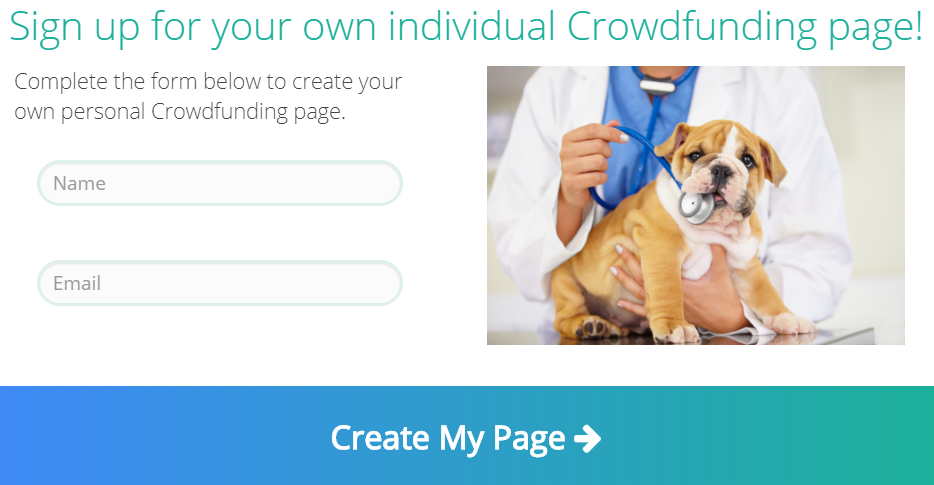 Sign up for your own individual Crowdfunding page!
Complete the form below to create your
own personal Crowdfunding page.
Name
Email
Create My Page